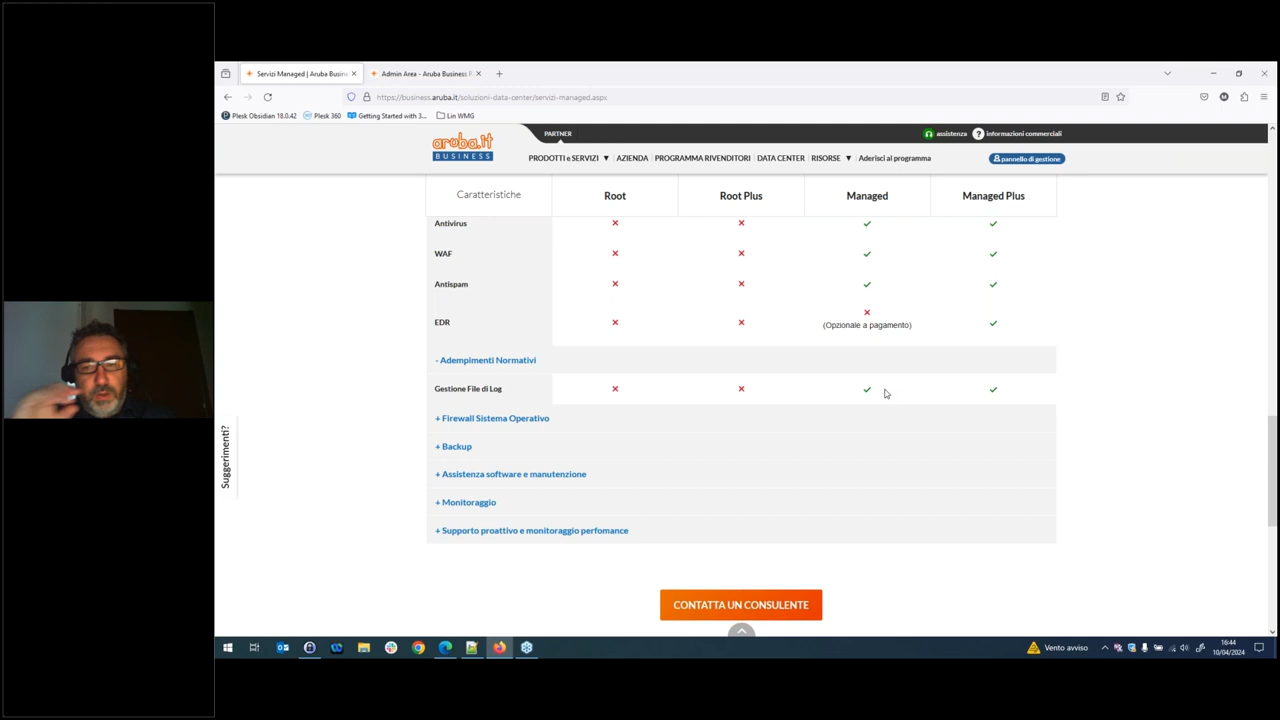 Servizi Managed | Aruba Busin
Admin Area - Aruba Business P
https://business.aruba.it/soluzioni-data-center/servizi-managed.aspx
Plesk Obsidian 18.0.42
Plesk 360
Getting Started with 3...
Lin WMG
aruba.it
BUSINESS
PARTNER
assistenza
informazioni commerciali
PRODOTTI e SERVIZI
AZIENDA
PROGRAMMA RIVENDITORI
DATA CENTER
RISORSE
Aderisci al programma
pannello di gestione
Caratteristiche
Root
Root Plus
Managed
Managed Plus
Antivirus
WAF
Antispam
EDR
(Opzionale a pagamento)
- Adempimenti Normativi
Gestione File di Log
+ Firewall Sistema Operativo
+ Backup
+ Assistenza software e manutenzione
+ Monitoraggio
+ Supporto proattivo e monitoraggio perfomance
Suggerimenti?
CONTATTA UN CONSULENTE
Vento avviso
16:44
10/04/2024